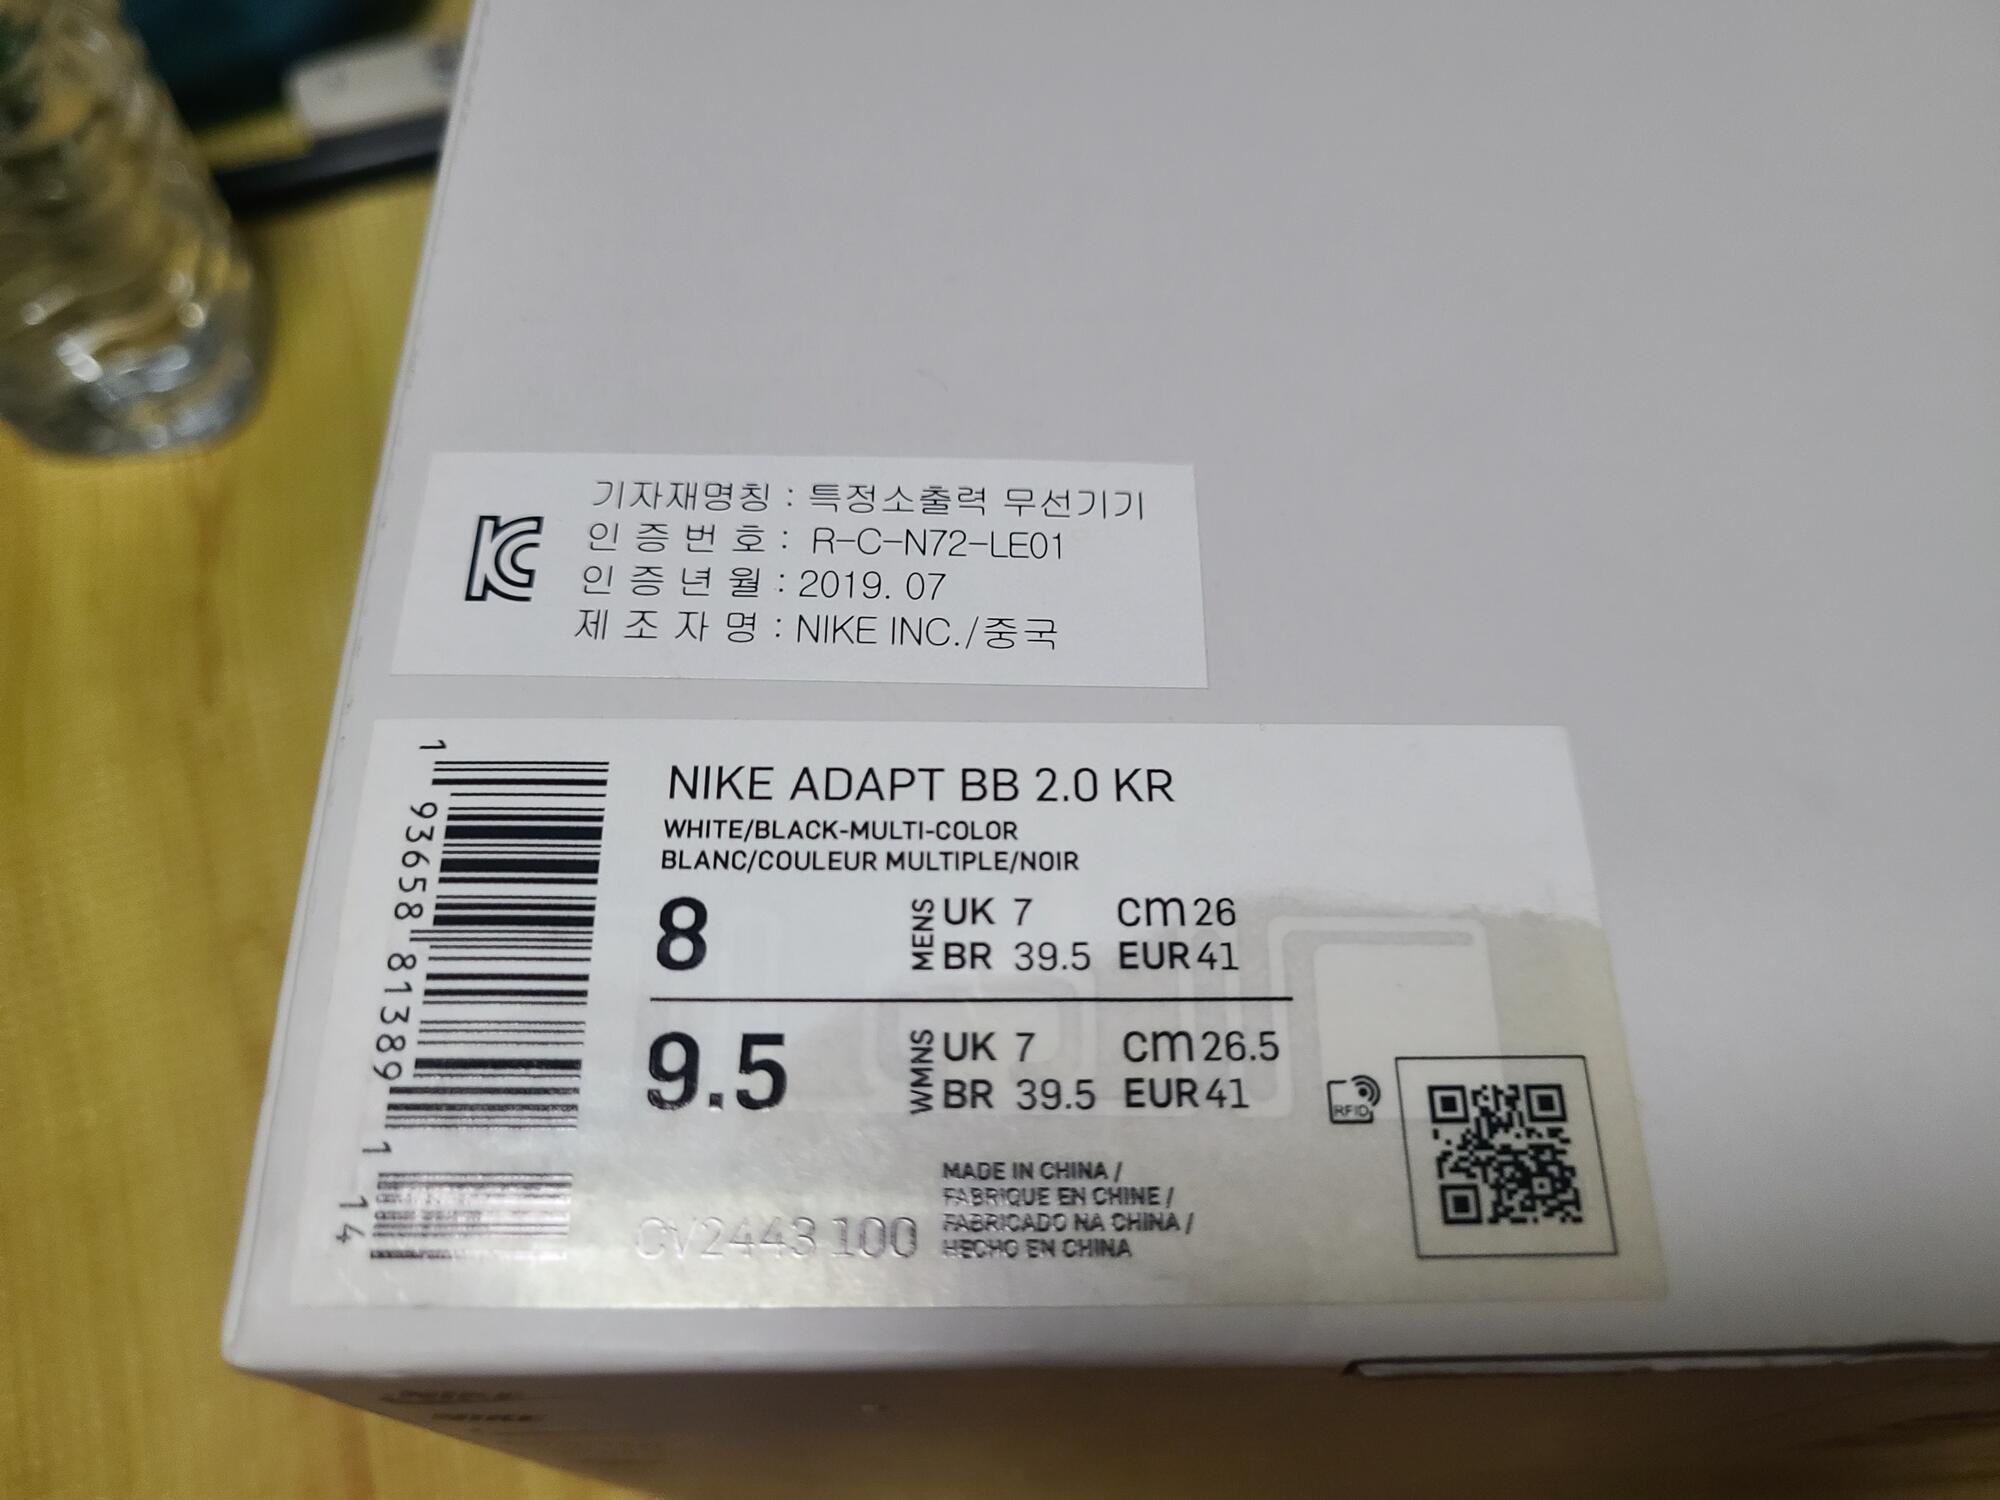 기자재명칭 : 특정소출력 무선기기
인 증 번 호 : R-C-N72-LE01
인 증 년 월 : 2019. 07
제 조 자 명 : NIKE INC./중국
KC
1 93658 81389 1 14
NIKE ADAPT BB 2.0 KR
WHITE/BLACK-MULTI-COLOR
BLANC/COULEUR MULTIPLE/NOIR
8 MENS UK 7 cm 26
BR 39.5 EUR 41
9.5 WMNS UK 7 cm 26.5
BR 39.5 EUR 41
RFID
MADE IN CHINA /
FABRIQUE EN CHINE /
FABRICADO NA CHINA /
HECHO EN CHINA
CV2443 100
NIKE